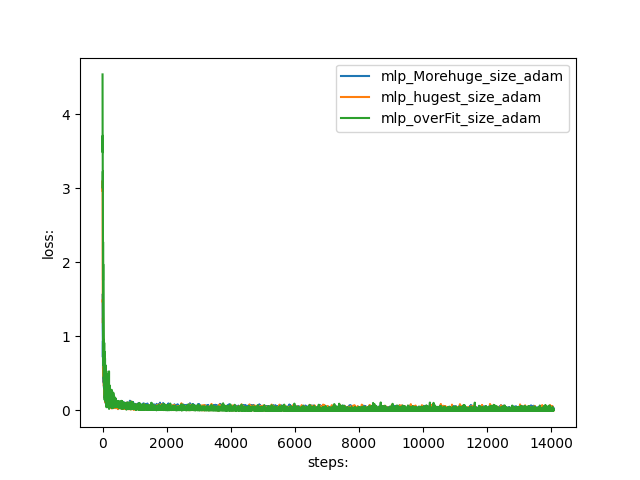 mlp_Morehuge_size_adam
mlp_hugest_size_adam
mlp_overFit_size_adam
4
3
2
1
0
loss:
0 2000 4000 6000 8000 10000 12000 14000
steps: